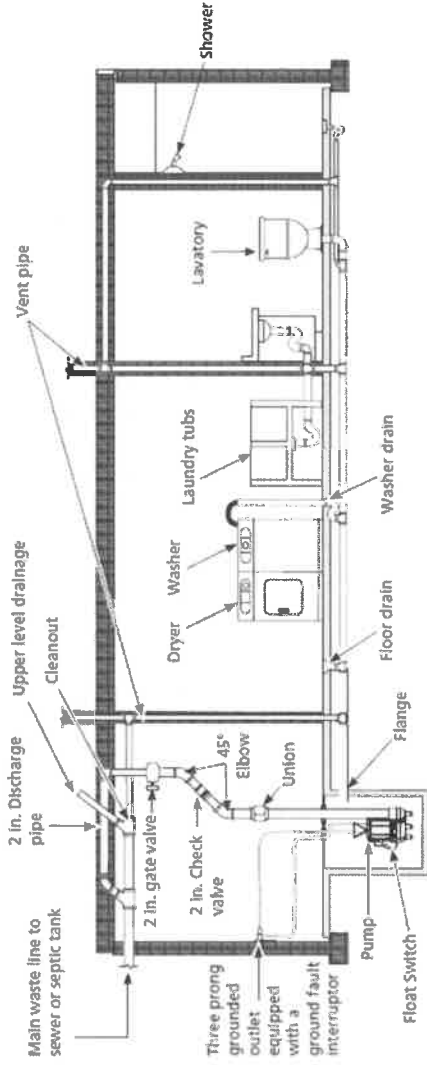 Main waste line to
sewer or septic tank
2 in. Discharge
pipe
Upper level drainage
Cleanout
Vent pipe
Shower
2 in. gate valve
2 in. Check
valve
45°
Elbow
Union
Dryer
Washer
Laundry tubs
Lavatory
Three prong
grounded
outlet
equipped
with a
ground fault
interruptor
Pump
Float Switch
Flange
Floor drain
Washer drain